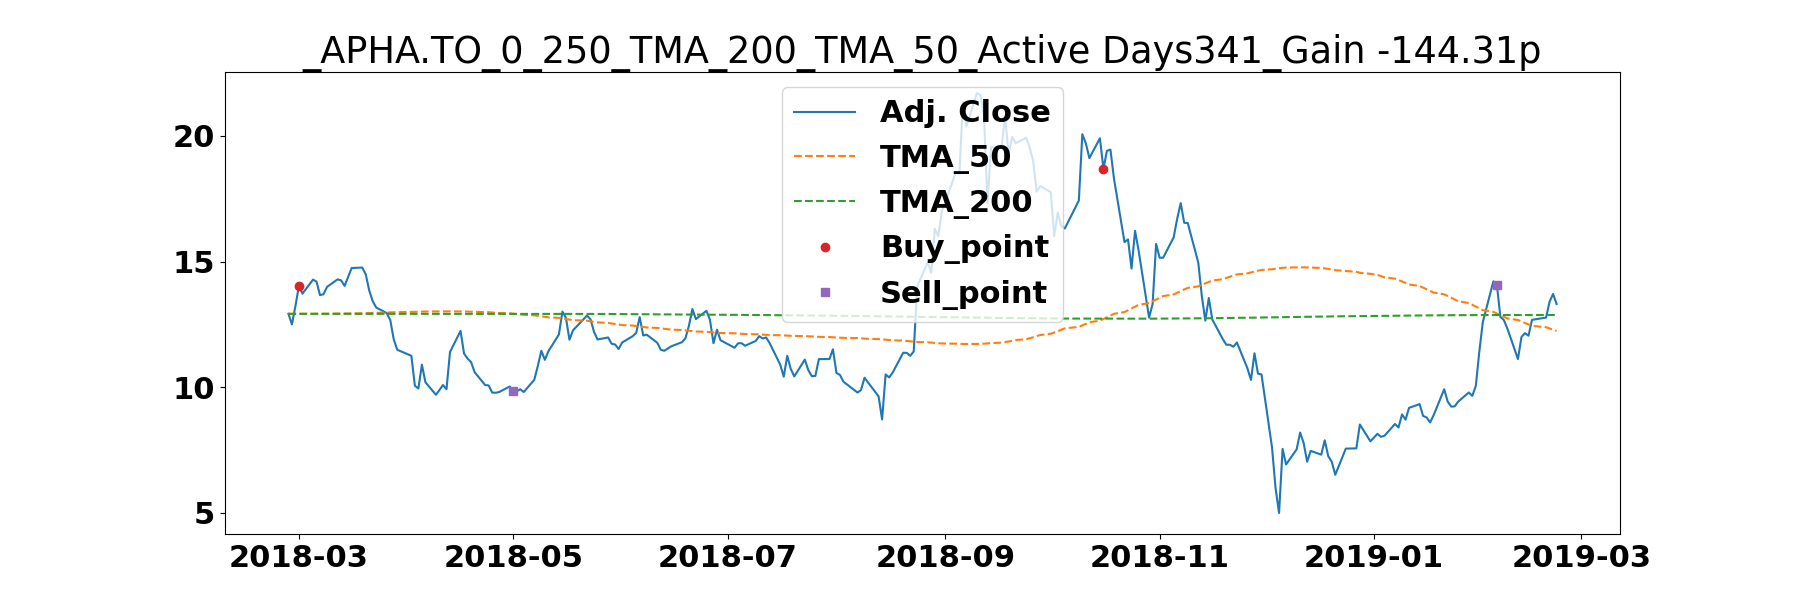 _APHA.TO_0_250_TMA_200_TMA_50_Active Days341_Gain -144.31p
Adj. Close
TMA_50
TMA_200
Buy_point
Sell_point
20
15
10
5
2018-03 2018-05 2018-07 2018-09 2018-11 2019-01 2019-03